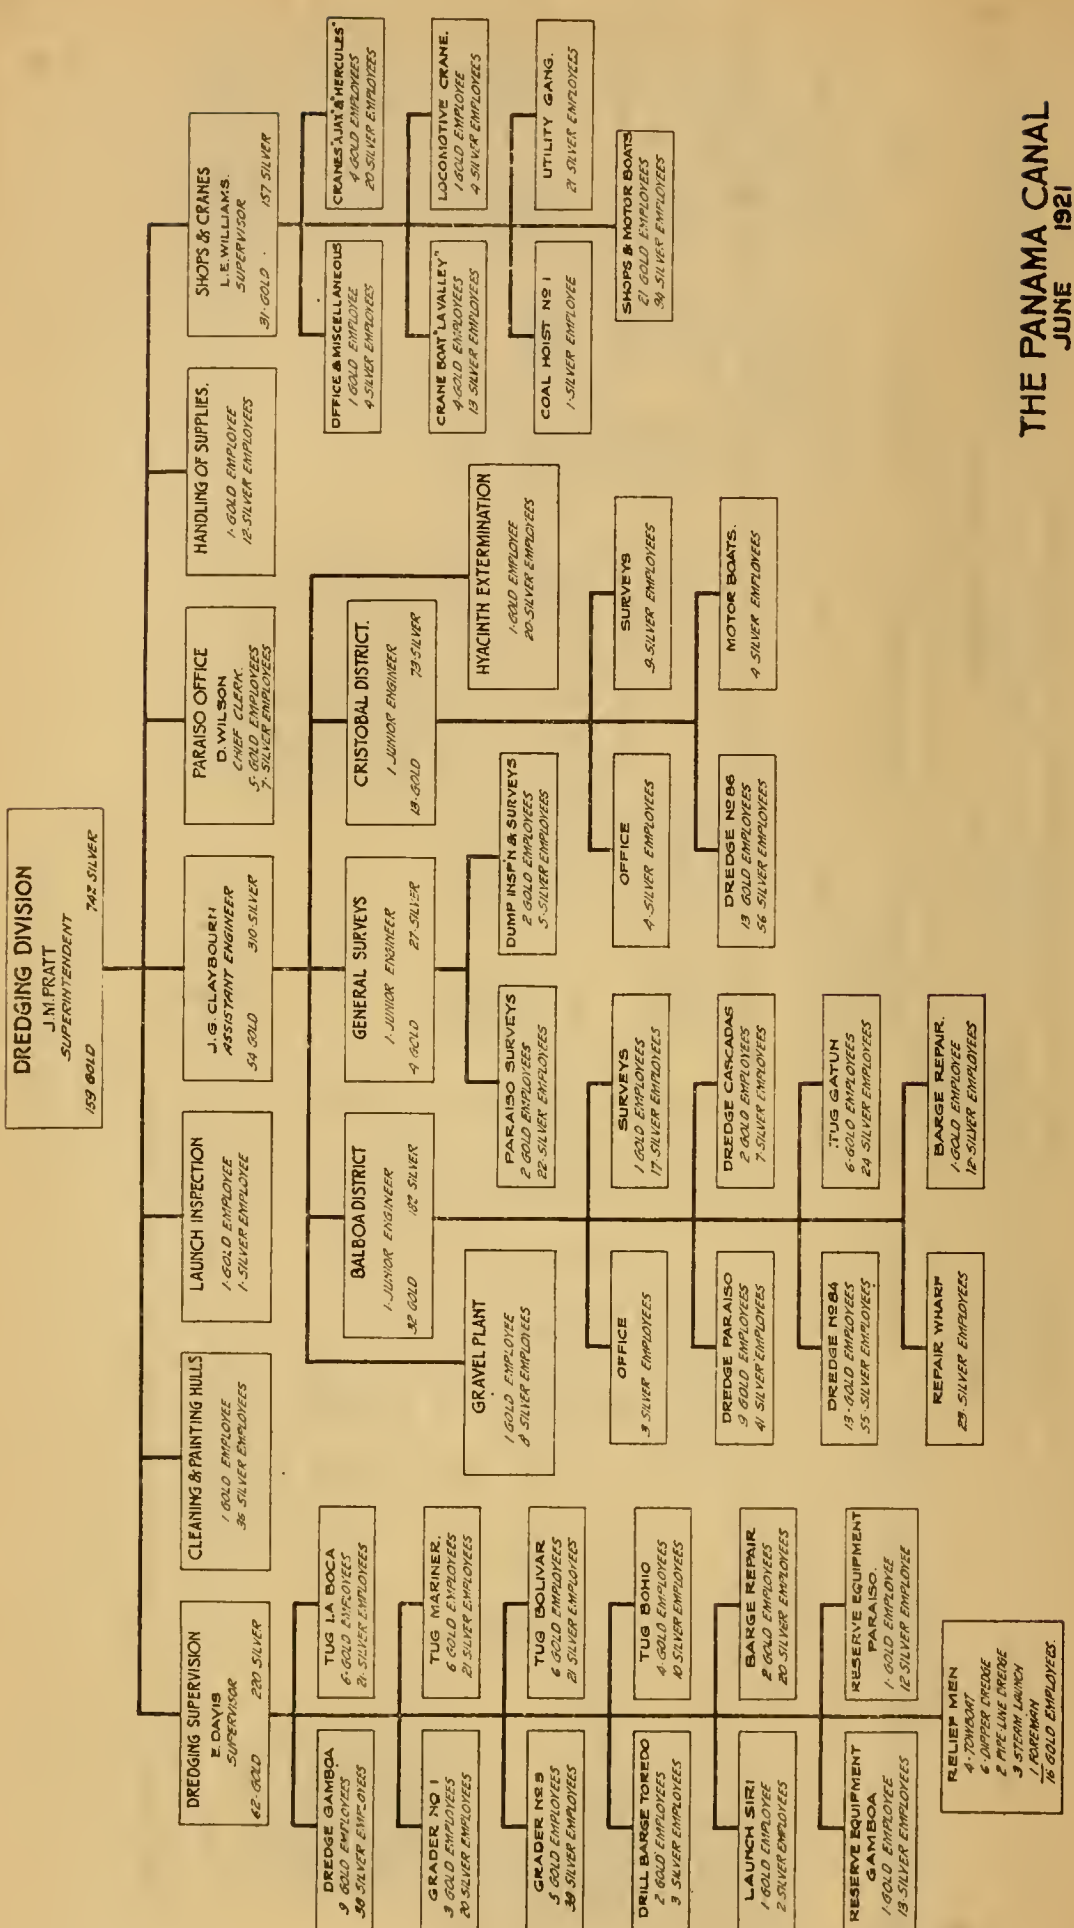 DREDGING DIVISION
J.M.PRATT
SUPERINTENDENT
159 GOLD 742 SILVER
DREDGING SUPERVISION
E. DAVIS
SUPERVISOR
62-GOLD 220 SILVER
CLEANING & PAINTING HULLS
1 GOLD EMPLOYEE
36 SILVER EMPLOYEES
LAUNCH INSPECTION
1-GOLD EMPLOYEE
1-SILVER EMPLOYEE
J.G.CLAYBOURN
ASSISTANT ENGINEER
54 GOLD 310-SILVER
PARAISO OFFICE
D.WILSON
CHIEF CLERK.
5-GOLD EMPLOYEES
7-SILVER EMPLOYEES
HANDLING OF SUPPLIES.
1-GOLD EMPLOYEE
12-SILVER EMPLOYEES
SHOPS & CRANES
L.E.WILLIAMS.
SUPERVISOR
31-GOLD 157 SILVER
DREDGE GAMBOA
9 GOLD EMPLOYEES
38 SILVER EMPLOYEES
TUG LA BOCA
6-GOLD EMPLOYEES
21-SILVER EMPLOYEES
GRADER NO 1
3 GOLD EMPLOYEES
20 SILVER EMPLOYEES
TUG MARINER.
6 GOLD EMPLOYEES
21 SILVER EMPLOYEES
GRADER NO
5 GOLD EMPLOYEES
SILVER EMPLOYEES
TUG BOLIVAR
6 GOLD EMPLOYEES
21 SILVER EMPLOYEES
DRILL BARGE TOREDO
2 GOLD EMPLOYEES
3 SILVER EMPLOYEES
TUG BOHIO
4-GOLD EMPLOYEES
10 SILVER EMPLOYEES
LAUNCH SIRI
1 GOLD EMPLOYEE
2 SILVER EMPLOYEES
BARGE REPAIR
2 GOLD EMPLOYEES
20 SILVER EMPLOYEES
RESERVE EQUIPMENT
GAMBOA
1-GOLD EMPLOYEE
13-SILVER EMPLOYEES
RESERVE EQUIPMENT
PARAISO.
1-GOLD EMPLOYEE
12 SILVER EMPLOYEE
RELIEF MEN
4-TOWBOAT
6-DIPPER DREDGE
2 PIPE-LINE DREDGE
3 STEAM LAUNCH
1 FOREMAN
16 GOLD EMPLOYEES.
GRAVEL PLANT
1 GOLD EMPLOYEE
8 SILVER EMPLOYEES
BALBOA DISTRICT
1-JUNIOR ENGINEER
32 GOLD 182 SILVER
GENERAL SURVEYS
1-JUNIOR ENGINEER
4 GOLD 27-SILVER
CRISTOBAL DISTRICT.
1 JUNIOR ENGINEER
13-GOLD 73-SILVER
HYACINTH EXTERMINATION
1-GOLD EMPLOYEE
20-SILVER EMPLOYEES
OFFICE
3 SILVER EMPLOYEES
SURVEYS
1 GOLD EMPLOYEES
17-SILVER EMPLOYEES
DREDGE PARAISO
9 GOLD EMPLOYEES
41 SILVER EMPLOYEES
DREDGE CASCADAS
2 GOLD EMPLOYEES
7-SILVER EMPLOYEES
DREDGE NO 84
13-GOLD EMPLOYEES
55-SILVER EMPLOYEES
TUG GATUN
6-GOLD EMPLOYEES
24 SILVER EMPLOYEES
REPAIR WHARF
23-SILVER EMPLOYEES
BARGE REPAIR.
1-GOLD EMPLOYEE
12-SILVER EMPLOYEES
PARAISO SURVEYS
2 GOLD EMPLOYEES
22-SILVER EMPLOYEES
DUMP INSP'N & SURVEYS
2 GOLD EMPLOYEES
5-SILVER EMPLOYEES
OFFICE
4-SILVER EMPLOYEES
SURVEYS
9-SILVER EMPLOYEES
DREDGE NO 86
13 GOLD EMPLOYEES
56 SILVER EMPLOYEES
MOTOR BOATS.
4 SILVER EMPLOYEES
OFFICE & MISCELLANEOUS
1 GOLD EMPLOYEE
4 SILVER EMPLOYEES
CRANES "AJAX" & "HERCULES"
4 GOLD EMPLOYEES
20 SILVER EMPLOYEES
CRANE BOAT "LA VALLEY"
4-GOLD EMPLOYEES
13 SILVER EMPLOYEES
LOCOMOTIVE CRANE.
1 GOLD EMPLOYEE
4 SILVER EMPLOYEES
COAL HOIST NO 1
1-SILVER EMPLOYEE
UTILITY GANG.
21 SILVER EMPLOYEES
SHOPS & MOTOR BOATS
21 GOLD EMPLOYEES
94 SILVER EMPLOYEES
THE PANAMA CANAL
JUNE 1921